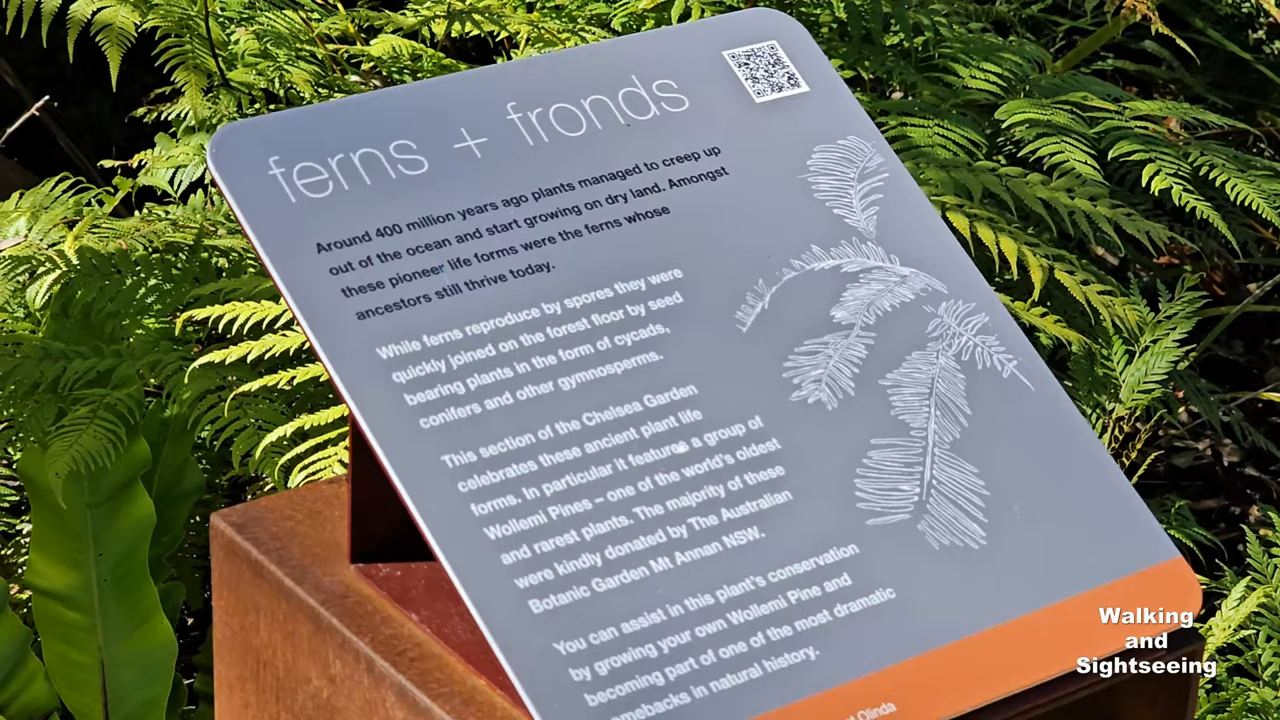 ferns + fronds
Around 400 million years ago plants managed to creep up
out of the ocean and start growing on dry land. Amongst
these pioneer life forms were the ferns whose
ancestors still thrive today.
While ferns reproduce by spores they were
quickly joined on the forest floor by seed
bearing plants in the form of cycads,
conifers and other gymnosperms.
This section of the Chelsea Garden
celebrates these ancient plant life
forms. In particular it features a group of
Wollemi Pines – one of the world's oldest
and rarest plants. The majority of these
were kindly donated by The Australian
Botanic Garden Mt Annan NSW.
You can assist in this plant's conservation
by growing your own Wollemi Pine and
becoming part of one of the most dramatic
omebacks in natural history.
Olinda
Walking
and
Sightseeing